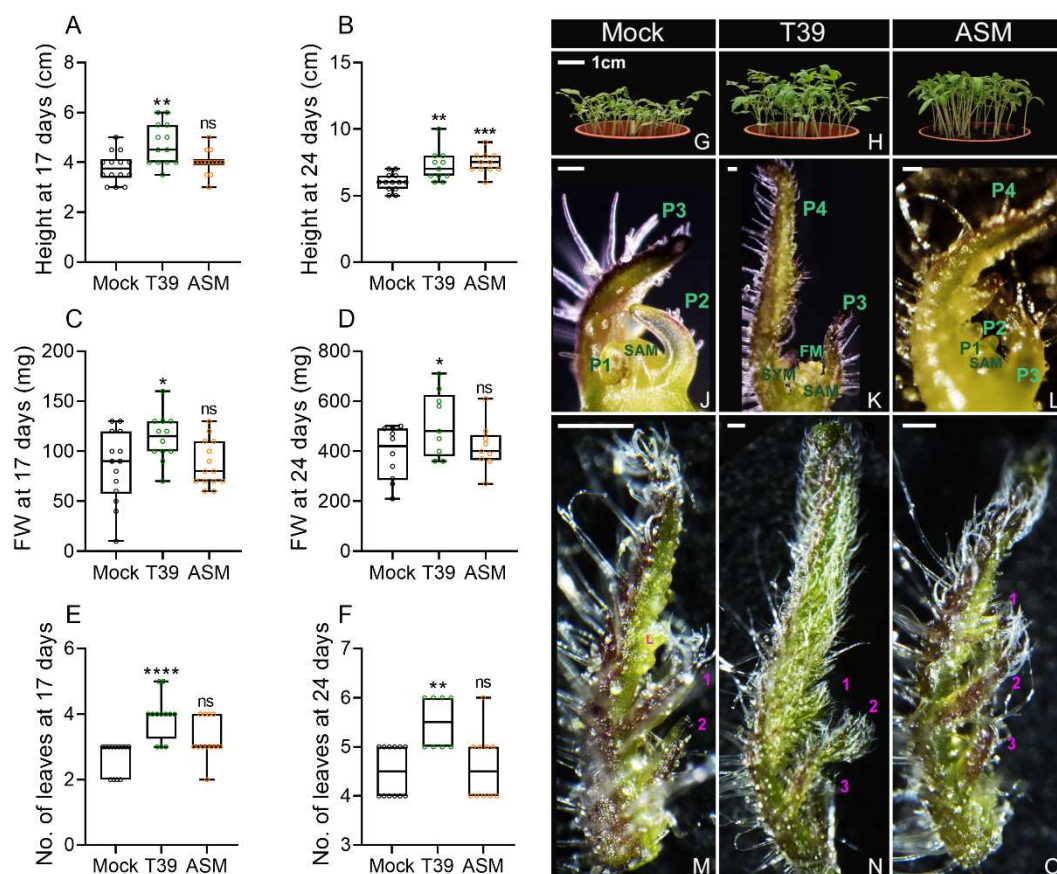 A
Height at 17 days (cm)
8
6
4
2
0
**
ns
Mock T39 ASM
B
Height at 24 days (cm)
15
10
5
0
**
***
Mock T39 ASM
C
FW at 17 days (mg)
200
150
100
50
0
*
ns
Mock T39 ASM
D
FW at 24 days (mg)
800
600
400
200
0
*
ns
Mock T39 ASM
E
No. of leaves at 17 days
6
4
2
0
****
ns
Mock T39 ASM
F
No. of leaves at 24 days
6
5
4
3
**
ns
Mock T39 ASM
Mock T39 ASM
1cm
G
H
P3
P2
P1
SAM
J
P4
P3
FM
SYM
SAM
K
P4
P2
P1
SAM
P3
L
L
1
2
M
1
2
3
N
1
2
3
O